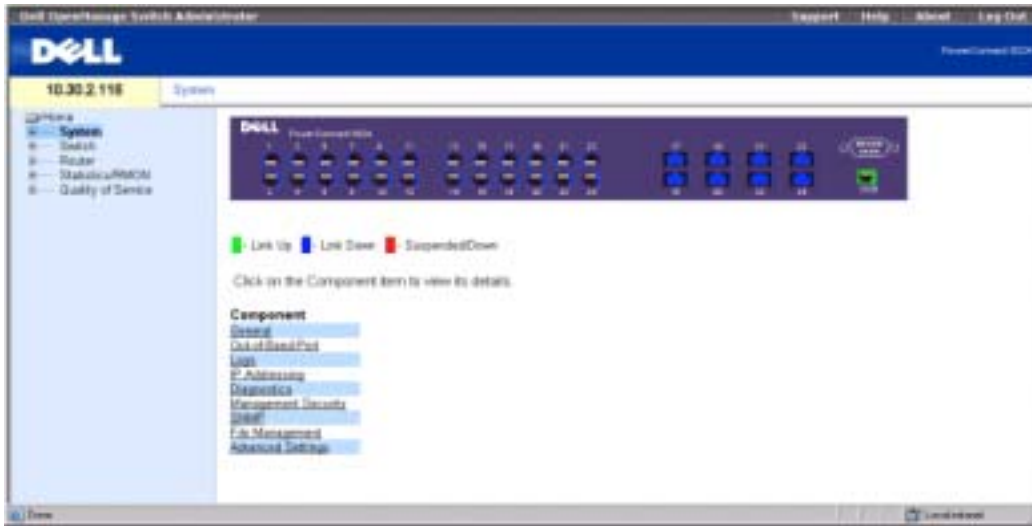 Dell OpenManage Switch Administrator
Support Help About Log Out
DELL
10.30.2.118
System
Home
System
Switch
Router
Statistics/RMON
Quality of Service
DELL
Link Up
Link Down
Suspended/Down
Click on the Component item to view its details.
Component
General
Out of Band Port
Logs
IP Addressing
Diagnostics
Management Security
SNMP
File Management
Advanced Settings
Done
Local intranet